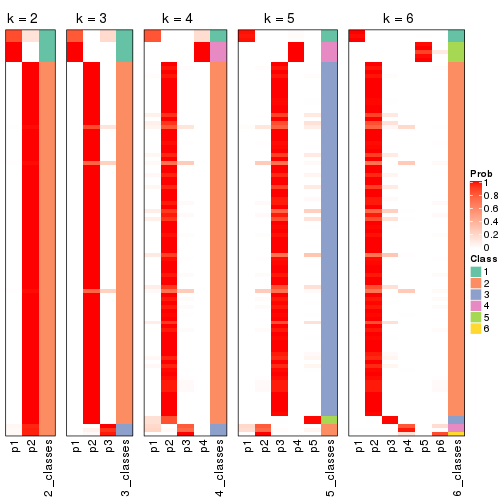 k = 2
k = 3
k = 4
k = 5
k = 6
Prob
1
0.8
0.6
0.4
0.2
0
Class
1
2
3
4
5
6
p1
p2
2_classes
p1
p2
p3
3_classes
p1
p2
p3
p4
4_classes
p1
p2
p3
p4
p5
5_classes
p1
p2
p3
p4
p5
p6
6_classes